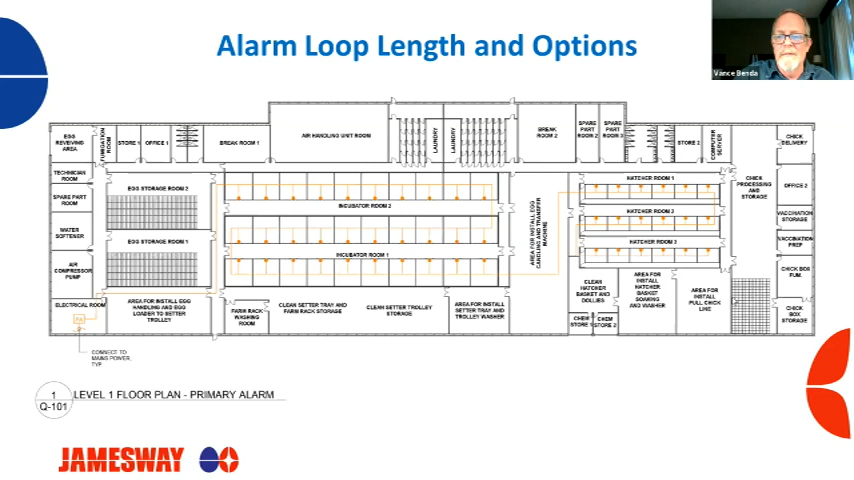 Alarm Loop Length and Options
Vance Benda
EGG
REVEIVING
AREA
FUMIGATION
ROOM
STORE 1
OFFICE 1
BREAK ROOM 1
AIR HANDLING UNIT ROOM
LAUNDRY
LAUNDRY
BREAK
ROOM 2
SPARE
PART
ROOM 2
SPARE
PART
ROOM 3
STORE 2
COMPUTER
SERVER
CHICK
DELIVERY
TECHNICIAN
ROOM
SPARE PART
ROOM
WATER
SOFTENER
AIR
COMPRESSOR
PUMP
ELECTRICAL ROOM
EGG STORAGE ROOM 2
EGG STORAGE ROOM 1
INCUBATOR ROOM 2
INCUBATOR ROOM 1
AREA FOR INSTALL EGG
CANDLING AND TRANSFER
MACHINE
HATCHER ROOM 1
HATCHER ROOM 2
HATCHER ROOM 3
CHICK
PROCESSING
AND
STORAGE
OFFICE 2
VACCINATION
STORAGE
VACCINATION
PREP
CHICK BOX
FUM.
CHICK
BOX
STORAGE
AREA FOR INSTALL EGG
HANDLING AND EGG
LOADER TO SETTER
TROLLEY
FARM RACK
WASHING
ROOM
CLEAN SETTER TRAY AND
FARM RACK STORAGE
CLEAN SETTER TROLLEY
STORAGE
AREA FOR INSTALL
SETTER TRAY AND
TROLLEY WASHER
CLEAN
HATCHER
BASKET AND
DOLLIES
CHEM
STORE 1
CHEM
STORE 2
AREA FOR
INSTALL
HATCHER
BASKET
SOAKING
AND WASHER
AREA FOR
INSTALL
PULL CHICK
LINE
FA
CONNECT TO
MAINS POWER,
TYP
1
Q-101
LEVEL 1 FLOOR PLAN - PRIMARY ALARM
JAMESWAY